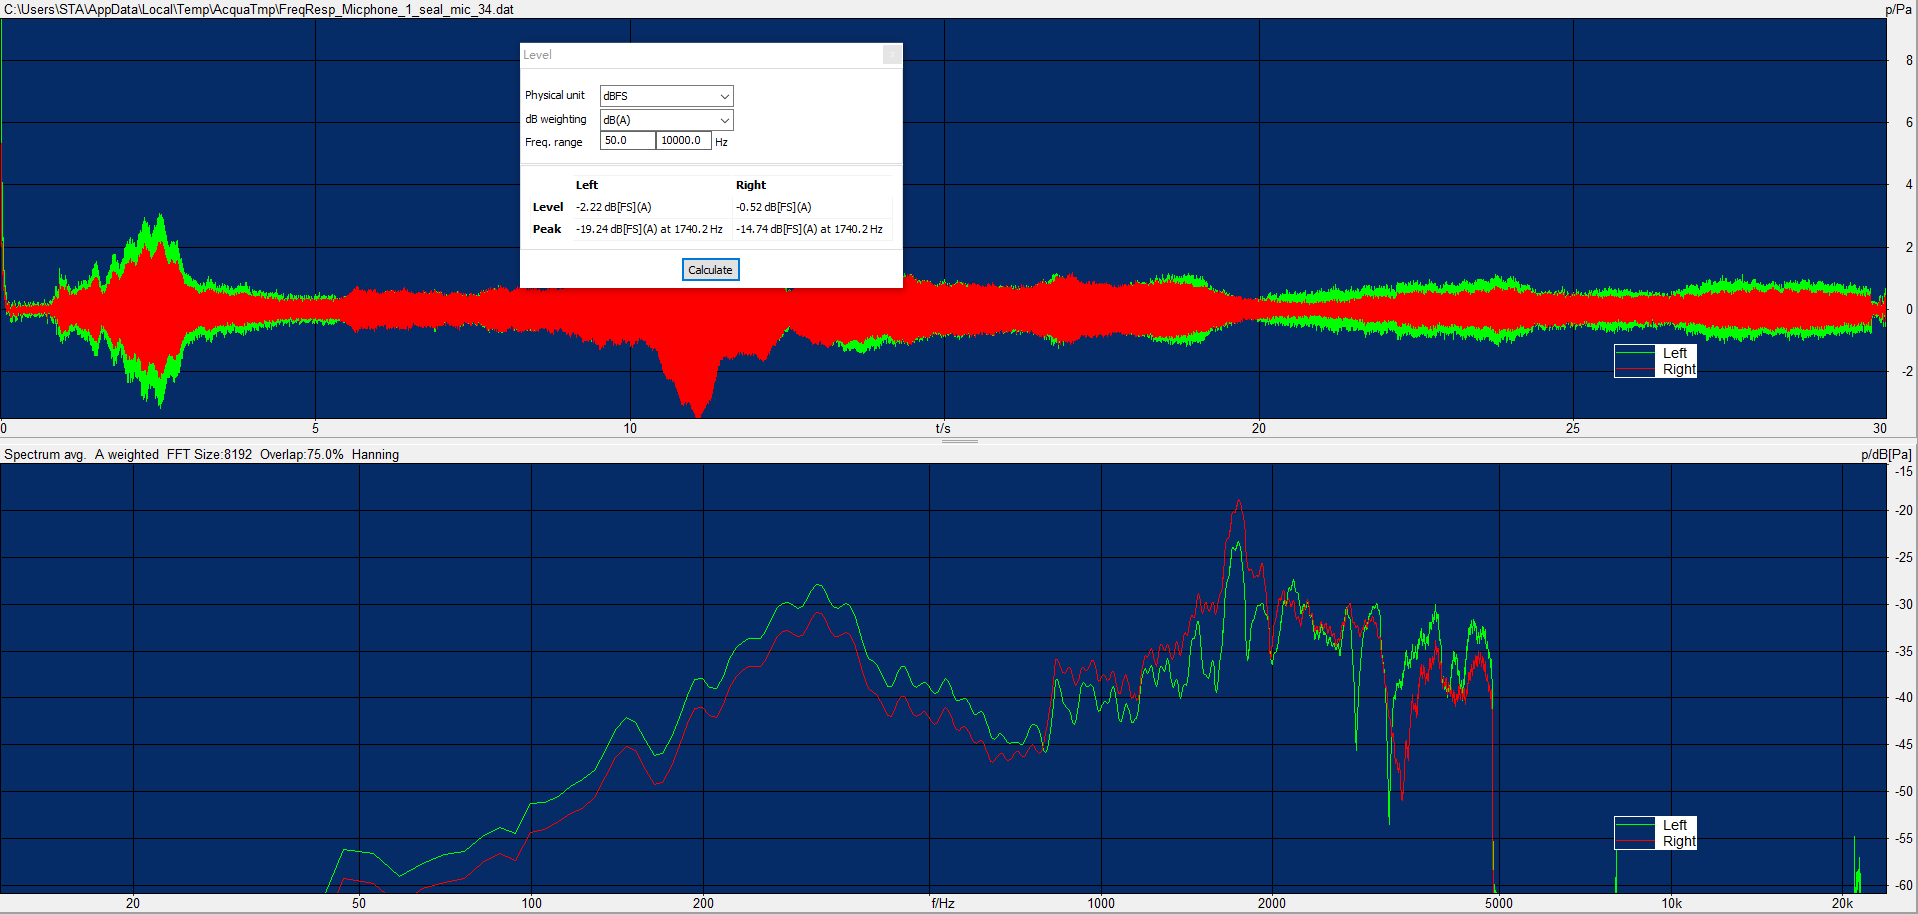 C:\Users\STA\AppData\Local\Temp\AcquaTmp\FreqResp_Micphone_1_seal_mic_34.dat
p/Pa
Level
Physical unit dBFS
dB weighting dB(A)
Freq. range 50.0 10000.0 Hz
Left Right
Level -2.22 dB[FS](A) -0.52 dB[FS](A)
Peak -19.24 dB[FS](A) at 1740.2 Hz -14.74 dB[FS](A) at 1740.2 Hz
Calculate
8
6
4
2
0
-2
Left
Right
0 5 10 t/s 20 25 30
Spectrum avg. A weighted FFT Size:8192 Overlap:75.0% Hanning
p/dB[Pa]
-15
-20
-25
-30
-35
-40
-45
-50
-55
-60
Left
Right
20 50 100 200 f/Hz 1000 2000 5000 10k 20k